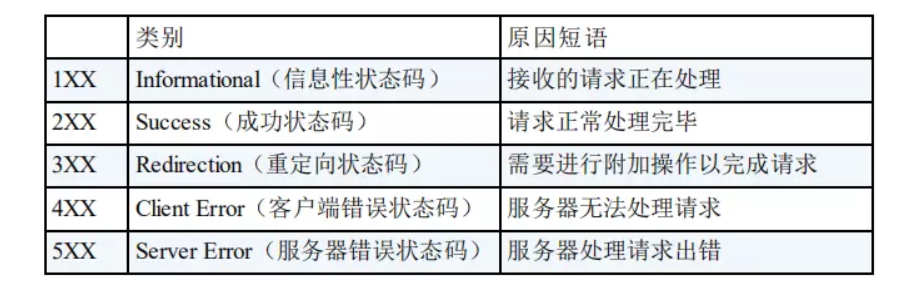 类别 原因短语
1XX Informational（信息性状态码） 接收的请求正在处理
2XX Success（成功状态码） 请求正常处理完毕
3XX Redirection（重定向状态码） 需要进行附加操作以完成请求
4XX Client Error（客户端错误状态码） 服务器无法处理请求
5XX Server Error（服务器错误状态码） 服务器处理请求出错